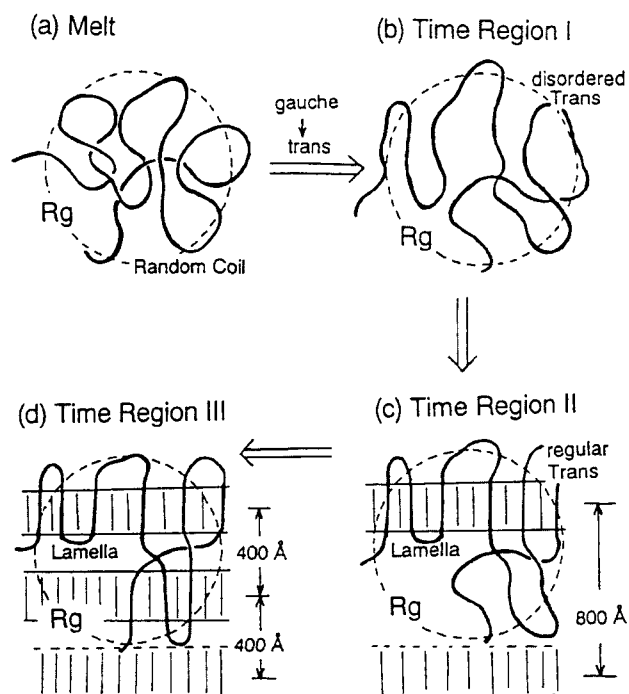 (a) Melt
Rg
Random Coil
gauche
trans
(b) Time Region I
disordered
Trans
Rg
(d) Time Region III
Lamella
Rg
400 Å
400 Å
(c) Time Region II
regular
Trans
Lamella
Rg
800 Å